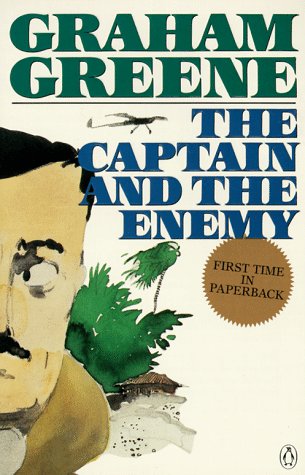 GRAHAM
GREENE
THE
CAPTAIN
AND THE
ENEMY
FIRST TIME
IN
PAPERBACK